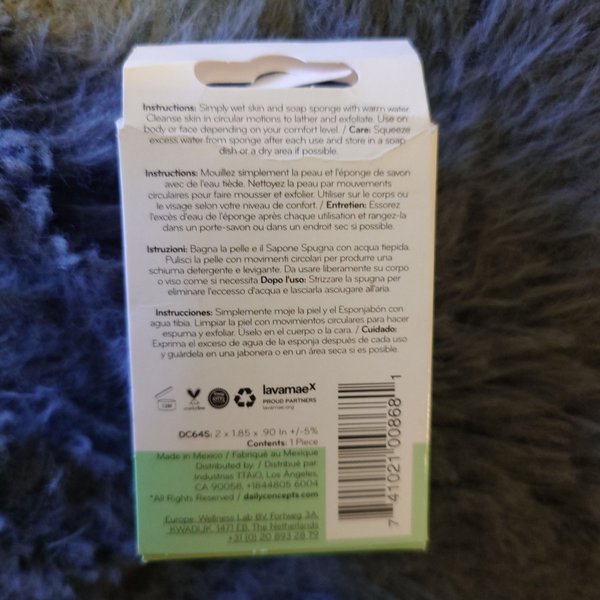 Instructions: Simply wet skin and soap sponge with warm water.
Cleanse skin in circular motions to lather and exfoliate. Use on
body or face depending on your comfort level. / Care: Squeeze
excess water from sponge after each use and store in a soap
dish or a dry area if possible.
Instructions: Mouillez simplement la peau et l'éponge de savon
avec de l'eau tiède. Nettoyez la peau par mouvements
circulaires pour faire mousser et exfolier. Utiliser sur le corps ou
le visage selon votre niveau de confort. / Entretien: Essorez
l'excès d'eau de l'éponge après chaque utilisation et rangez-la
dans un porte-savon ou dans un endroit sec si possible.
Istruzioni: Bagna la pelle e il Sapone Spugna con acqua tiepida.
Pulisci la pelle con movimenti circolari per produrre una
schiuma detergente e levigante. Da usare liberamente su corpo
o viso come si necessita Dopo l'uso: Strizzare la spugna per
eliminare l'eccesso d'acqua e lasciarla asciugare all'aria.
Instrucciones: Simplemente moje la piel y el Esponjabón con
agua tibia. Limpiar la piel con movimientos circulares para hacer
espuma y exfoliar. Úselo en el cuerpo o la cara. / Cuidado:
Exprima el exceso de agua de la esponja después de cada uso
y guárdela en una jabonera o en un área seca si es posible.
lavamaex
PROUD PARTNERS
lavamae.org
DC64S: 2 x 1.85 x .90 In +/-5%
Contents: 1 Piece
Made in Mexico / Fabriqué au Mexique
Distributed by: / Distribué par:
Industrias TTAiO, Los Ángeles,
CA 90058, +1844805 6004
*All Rights Reserved / dailyconcepts.com
Europe: Wellness Lab BV, Fortweg 3A,
KWADIJK, 1471 EB, The Netherlands
+31 (0) 20 893 28 79
7 41021 00868 1